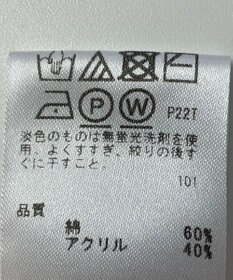 P W P22T
淡色のものは無蛍光洗剤を使
用、よくすすぎ、絞りの後す
ぐに干すこと。
101
品質
綿 60%
アクリル 40%